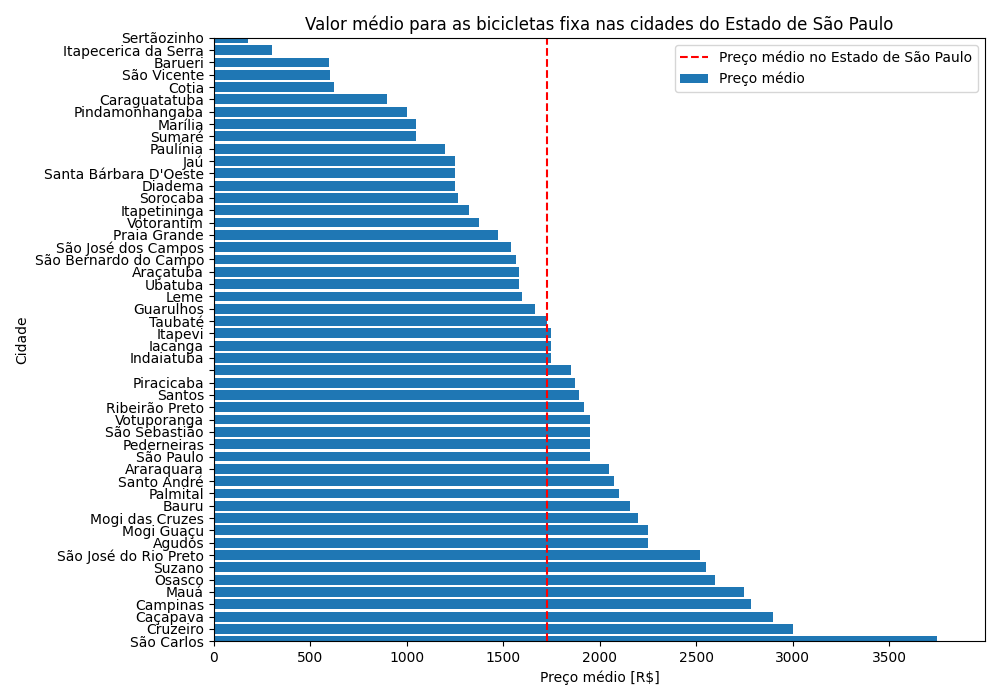 Valor médio para as bicicletas fixa nas cidades do Estado de São Paulo
Preço médio no Estado de São Paulo
Preço médio
Cidade
Sertãozinho
Itapecerica da Serra
Barueri
São Vicente
Cotia
Caraguatatuba
Pindamonhangaba
Marília
Sumaré
Paulínia
Jaú
Santa Bárbara D'Oeste
Diadema
Sorocaba
Itapetininga
Votorantim
Praia Grande
São José dos Campos
São Bernardo do Campo
Araçatuba
Ubatuba
Leme
Guarulhos
Taubaté
Itapevi
Iacanga
Indaiatuba
Piracicaba
Santos
Ribeirão Preto
Votuporanga
São Sebastião
Pederneiras
São Paulo
Araraquara
Santo André
Palmital
Bauru
Mogi das Cruzes
Mogi Guaçu
Agudos
São José do Rio Preto
Suzano
Osasco
Mauá
Campinas
Caçapava
Cruzeiro
São Carlos
0 500 1000 1500 2000 2500 3000 3500
Preço médio [R$]